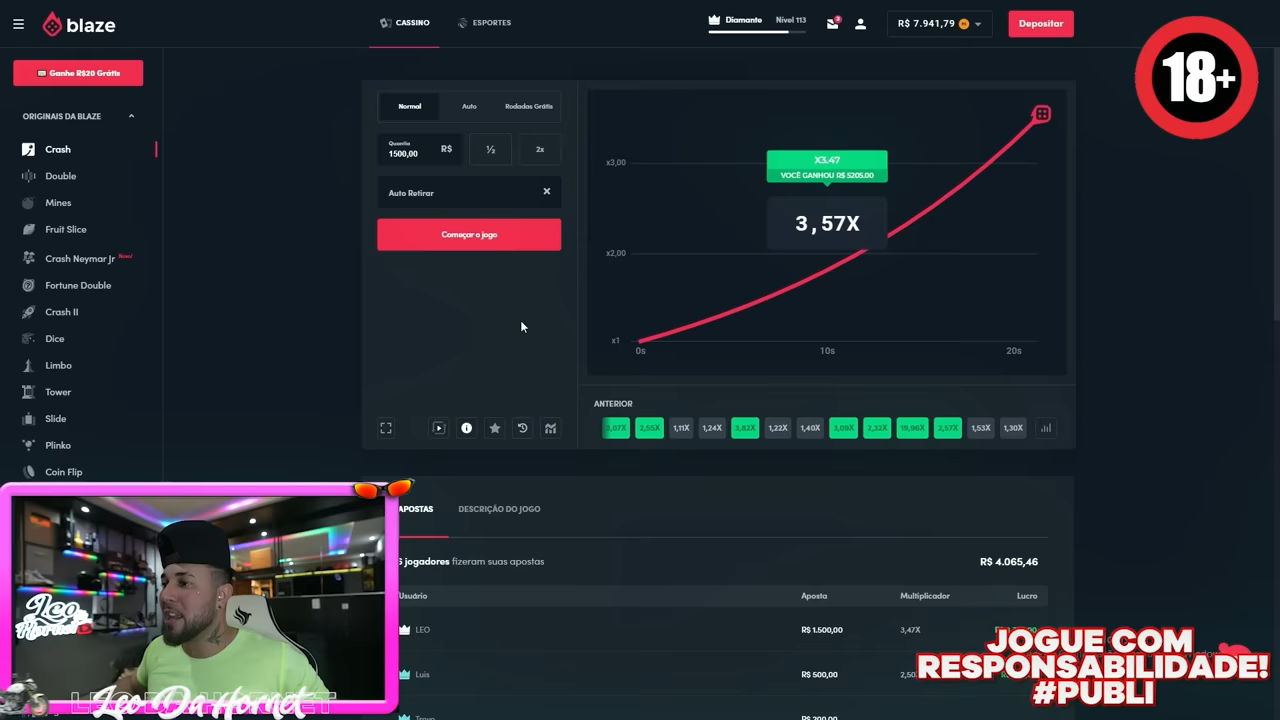 blaze
CASSINO
ESPORTES
Diamante
Nível 113
R$ 7.941,79
Depositar
18+
Ganhe R$20 Grátis
ORIGINAIS DA BLAZE
Crash
Double
Mines
Fruit Slice
Crash Neymar Jr Novo!
Fortune Double
Crash II
Dice
Limbo
Tower
Slide
Plinko
Coin Flip
Normal
Auto
Rodadas Grátis
Quantia
1500,00
R$
½
2x
Auto Retirar
Começar o jogo
X3.47
VOCÊ GANHOU R$ 5205.00
3,57X
x3,00
x2,00
x1
0s
10s
20s
ANTERIOR
3,07X
2,55X
1,11X
1,24X
3,82X
1,22X
1,40X
3,09X
2,32X
19,96X
2,57X
1,53X
1,30X
APOSTAS
DESCRIÇÃO DO JOGO
jogadores fizeram suas apostas
R$ 4.065,46
Usuário
Aposta
Multiplicador
Lucro
LEO
R$ 1.500,00
3,47X
Luis
R$ 500,00
Leo
Hornet
Leo Da Hornet
JOGUE COM
RESPONSABILIDADE!
#PUBLI